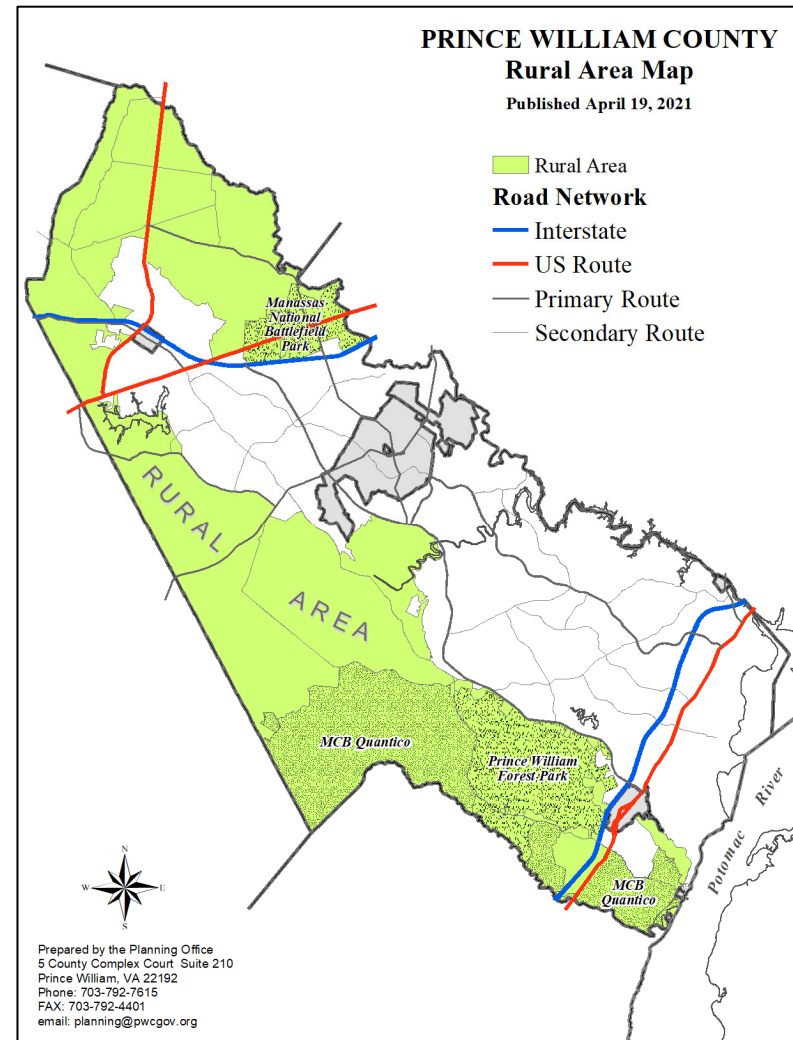 PRINCE WILLIAM COUNTY
Rural Area Map
Published April 19, 2021
Rural Area
Road Network
Interstate
US Route
Primary Route
Secondary Route
Manassas
National
Battlefield
Park
RURAL
AREA
MCB Quantico
Prince William
Forest Park
MCB
Quantico
Potomac River
N
W E
S
Prepared by the Planning Office
5 County Complex Court Suite 210
Prince William, VA 22192
Phone: 703-792-7615
FAX: 703-792-4401
email: planning@pwcgov.org